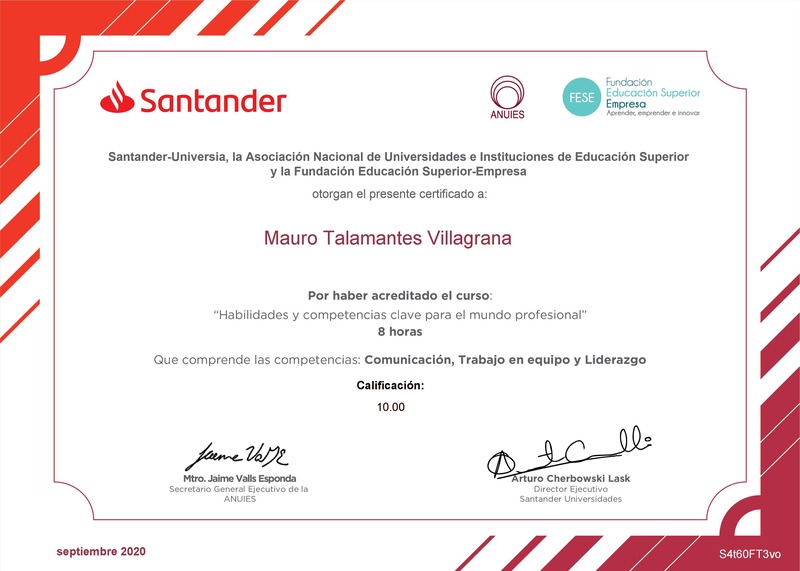 Santander
ANUIES
FESE
Fundación
Educación Superior
Empresa
Aprender, emprender e innovar
Santander-Universia, la Asociación Nacional de Universidades e Instituciones de Educación Superior
y la Fundación Educación Superior-Empresa
otorgan el presente certificado a:
Mauro Talamantes Villagrana
Por haber acreditado el curso:
“Habilidades y competencias clave para el mundo profesional”
8 horas
Que comprende las competencias: Comunicación, Trabajo en equipo y Liderazgo
Calificación:
10.00
Mtro. Jaime Valls Esponda
Secretario General Ejecutivo de la
ANUIES
Arturo Cherbowski Lask
Director Ejecutivo
Santander Universidades
septiembre 2020
S4t60FT3vo